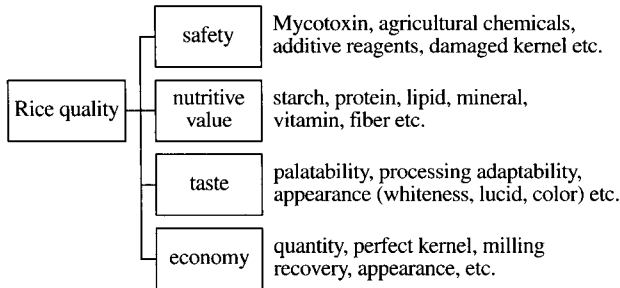 safety
Mycotoxin, agricultural chemicals,
additive reagents, damaged kernel etc.
Rice quality
nutritive
value
starch, protein, lipid, mineral,
vitamin, fiber etc.
taste
palatability, processing adaptability,
appearance (whiteness, lucid, color) etc.
economy
quantity, perfect kernel, milling
recovery, appearance, etc.